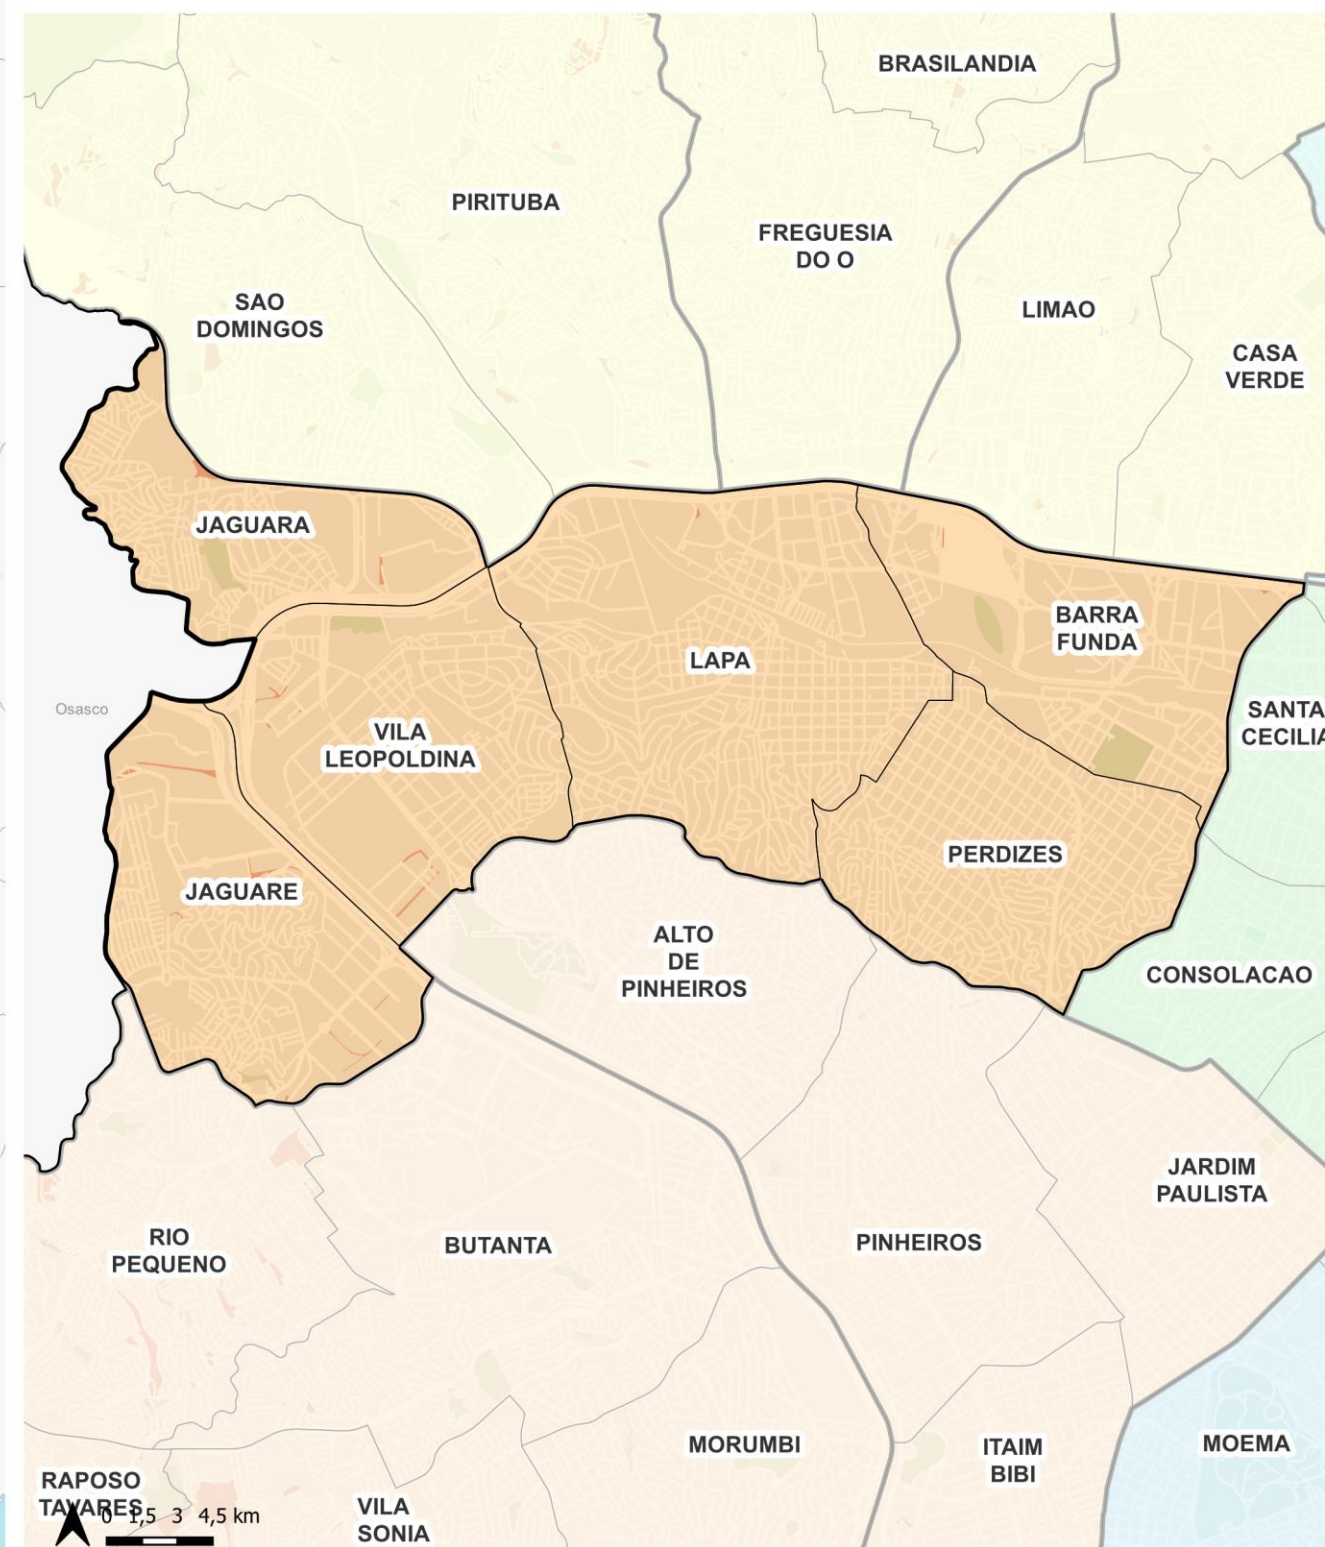 BRASILANDIA
PIRITUBA
FREGUESIA
DO O
SAO
DOMINGOS
LIMAO
CASA
VERDE
JAGUARA
BARRA
FUNDA
LAPA
Osasco
SANTA
CECILIA
VILA
LEOPOLDINA
PERDIZES
JAGUARE
ALTO
DE
PINHEIROS
CONSOLACAO
JARDIM
PAULISTA
RIO
PEQUENO
BUTANTA
PINHEIROS
MORUMBI
ITAIM
BIBI
MOEMA
RAPOSO
TAVARES
VILA
SONIA
0 1,5 3 4,5 km